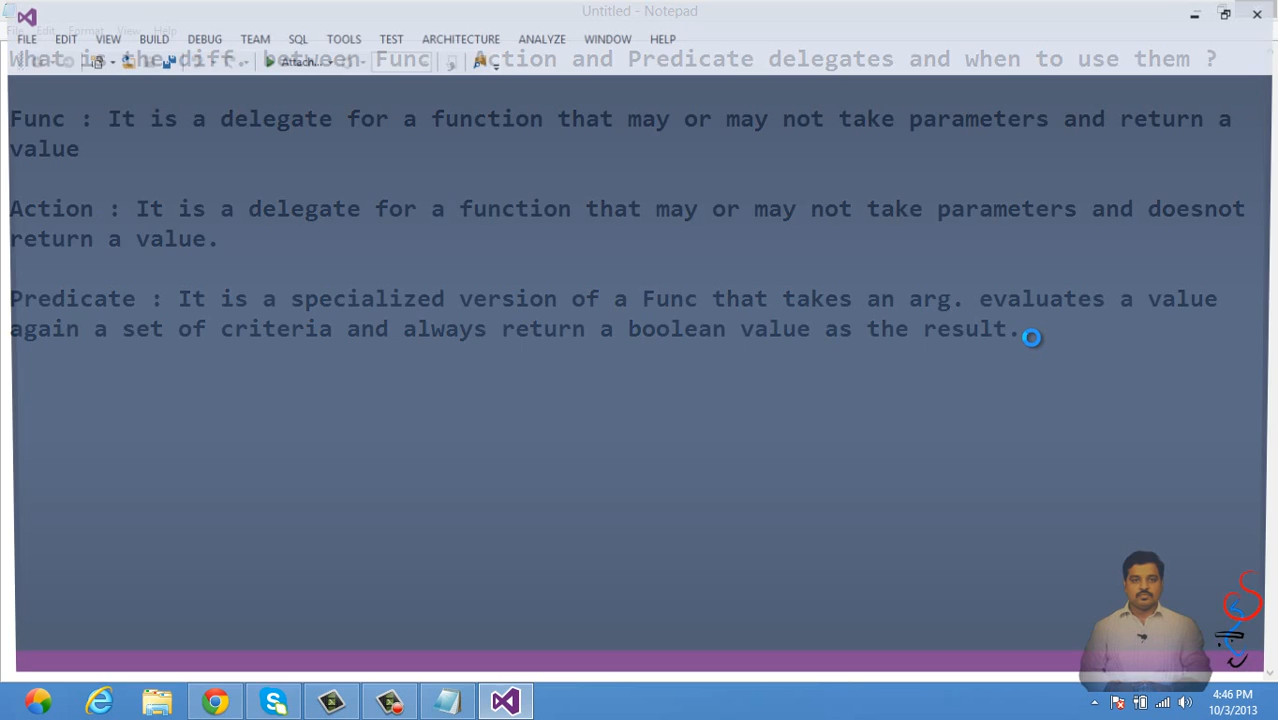 Untitled - Notepad
FILE EDIT VIEW BUILD DEBUG TEAM SQL TOOLS TEST ARCHITECTURE ANALYZE WINDOW HELP
What is the diff. between Func , Action and Predicate delegates and when to use them ?
Attach...
Func : It is a delegate for a function that may or may not take parameters and return a
value
Action : It is a delegate for a function that may or may not take parameters and doesnot
return a value.
Predicate : It is a specialized version of a Func that takes an arg. evaluates a value
again a set of criteria and always return a boolean value as the result.
4:46 PM
10/3/2013